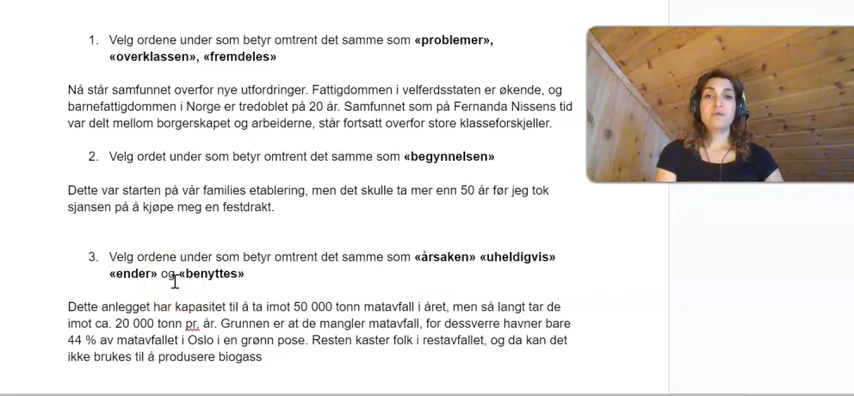 1. Velg ordene under som betyr omtrent det samme som «problemer»,
«overklassen», «fremdeles»
Nå står samfunnet overfor nye utfordringer. Fattigdommen i velferdsstaten er økende, og
barnefattigdommen i Norge er tredoblet på 20 år. Samfunnet som på Fernanda Nissens tid
var delt mellom borgerskapet og arbeiderne, står fortsatt overfor store klasseforskjeller.
2. Velg ordet under som betyr omtrent det samme som «begynnelsen»
Dette var starten på vår families etablering, men det skulle ta mer enn 50 år før jeg tok
sjansen på å kjøpe meg en festdrakt.
3. Velg ordene under som betyr omtrent det samme som «årsaken» «uheldigvis»
«ender» og «benyttes»
Dette anlegget har kapasitet til å ta imot 50 000 tonn matavfall i året, men så langt tar de
imot ca. 20 000 tonn pr. år. Grunnen er at de mangler matavfall, for dessverre havner bare
44 % av matavfallet i Oslo i en grønn pose. Resten kaster folk i restavfallet, og da kan det
ikke brukes til å produsere biogass